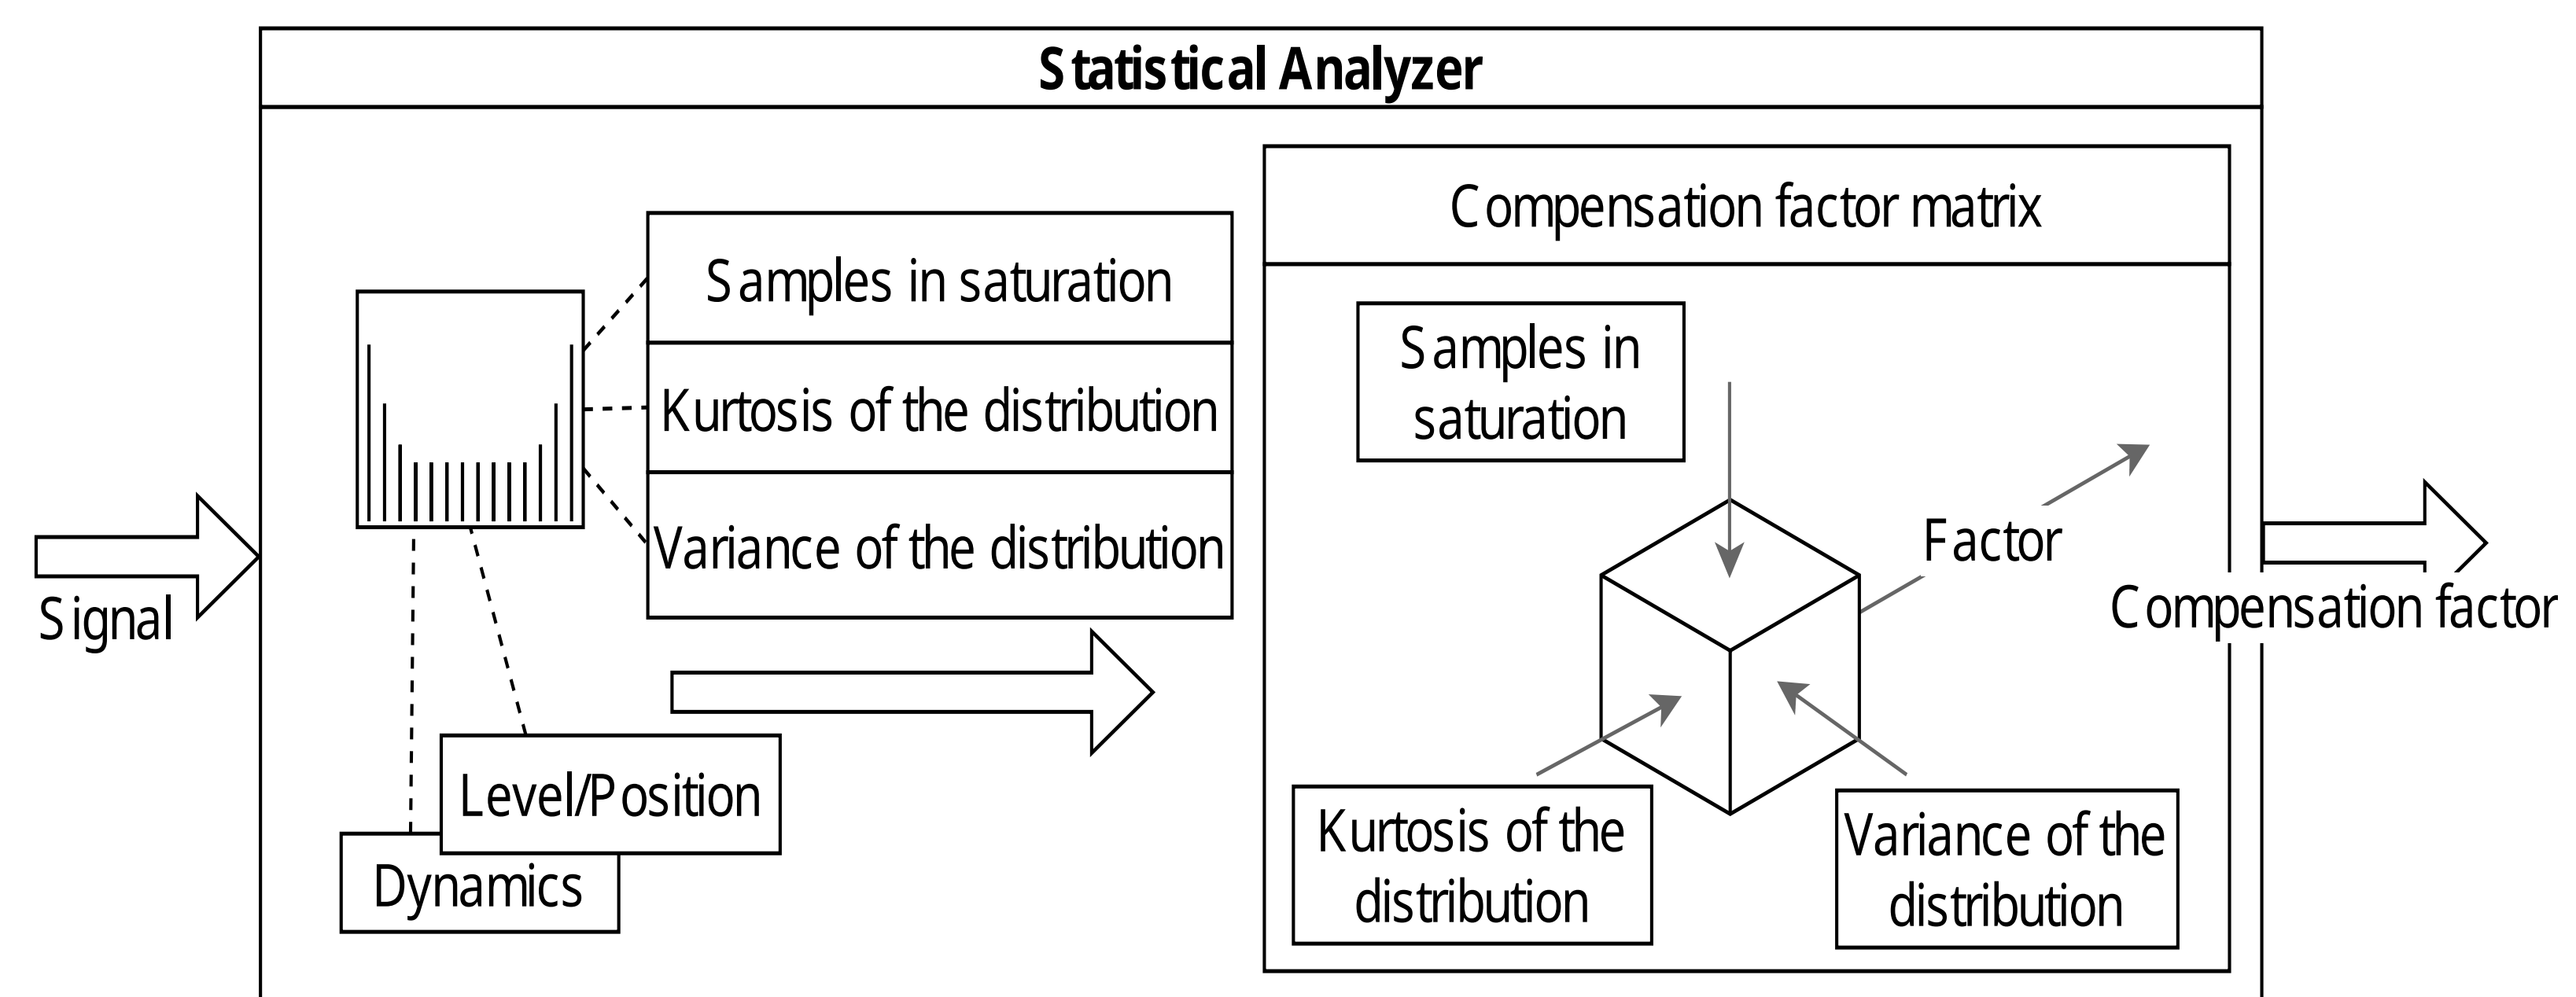 Statistical Analyzer
Signal
Samples in saturation
Kurtosis of the distribution
Variance of the distribution
Level/Position
Dynamics
Compensation factor matrix
Samples in
saturation
Factor
Kurtosis of the
distribution
Variance of the
distribution
Compensation factor